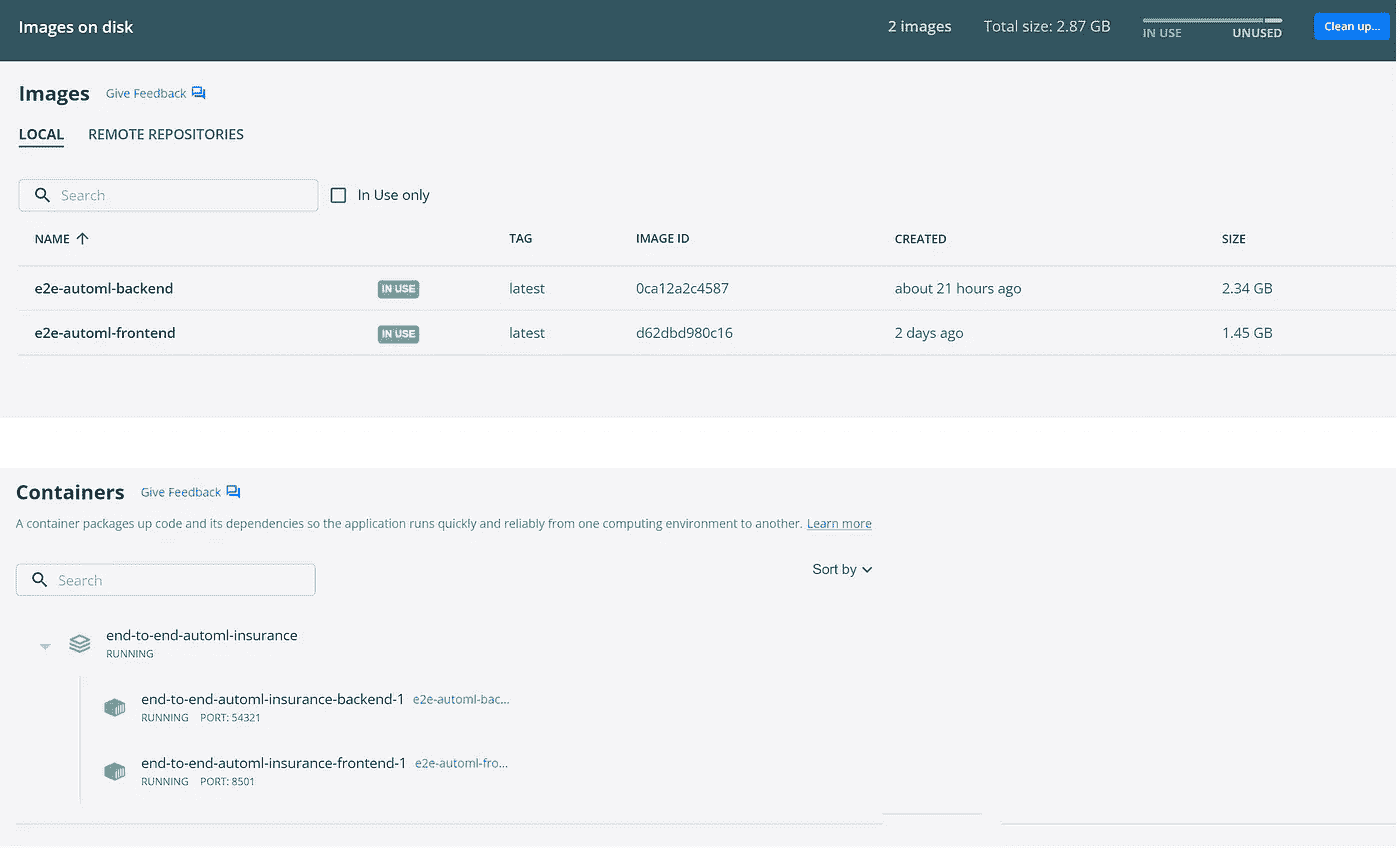 Images on disk 2 images Total size: 2.87 GB IN USE UNUSED Clean up...
Images Give Feedback
LOCAL REMOTE REPOSITORIES
Search In Use only
NAME TAG IMAGE ID CREATED SIZE
e2e-automl-backend IN USE latest 0ca12a2c4587 about 21 hours ago 2.34 GB
e2e-automl-frontend IN USE latest d62dbd980c16 2 days ago 1.45 GB
Containers Give Feedback
A container packages up code and its dependencies so the application runs quickly and reliably from one computing environment to another. Learn more
Search Sort by
end-to-end-automl-insurance
RUNNING
end-to-end-automl-insurance-backend-1 e2e-automl-bac...
RUNNING PORT: 54321
end-to-end-automl-insurance-frontend-1 e2e-automl-fro...
RUNNING PORT: 8501